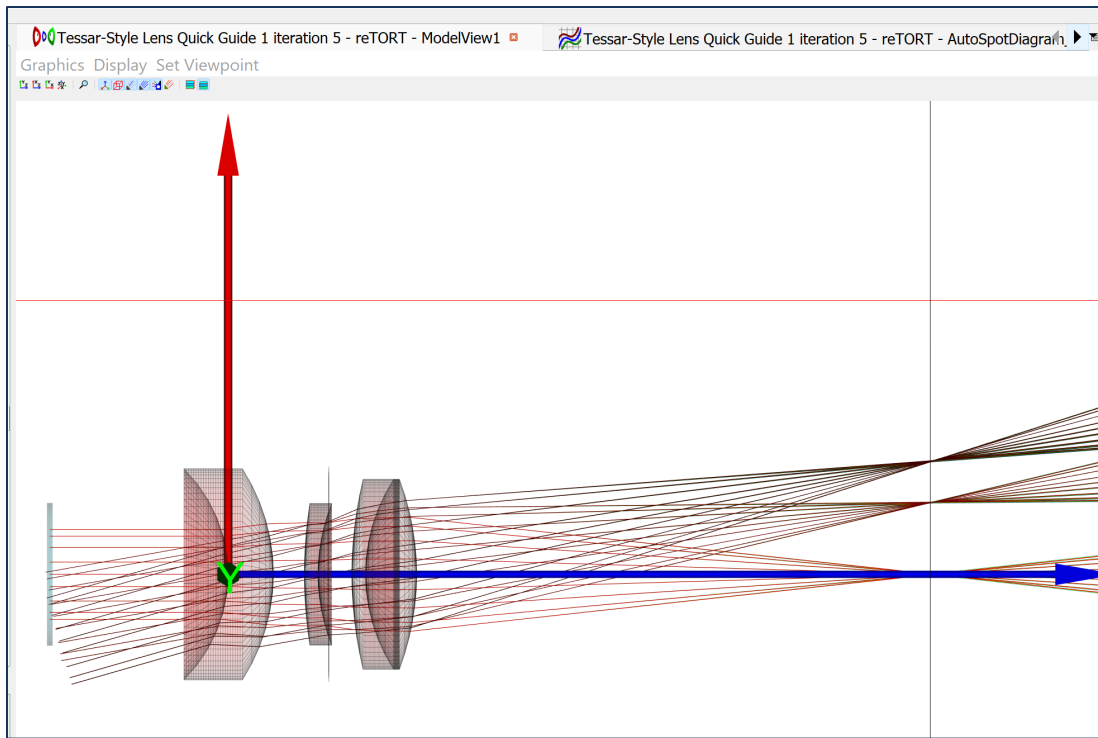 Tessar-Style Lens Quick Guide 1 iteration 5 - reTORT - ModelView1
Tessar-Style Lens Quick Guide 1 iteration 5 - reTORT - AutoSpotDiagram_
Graphics Display Set Viewpoint
Y